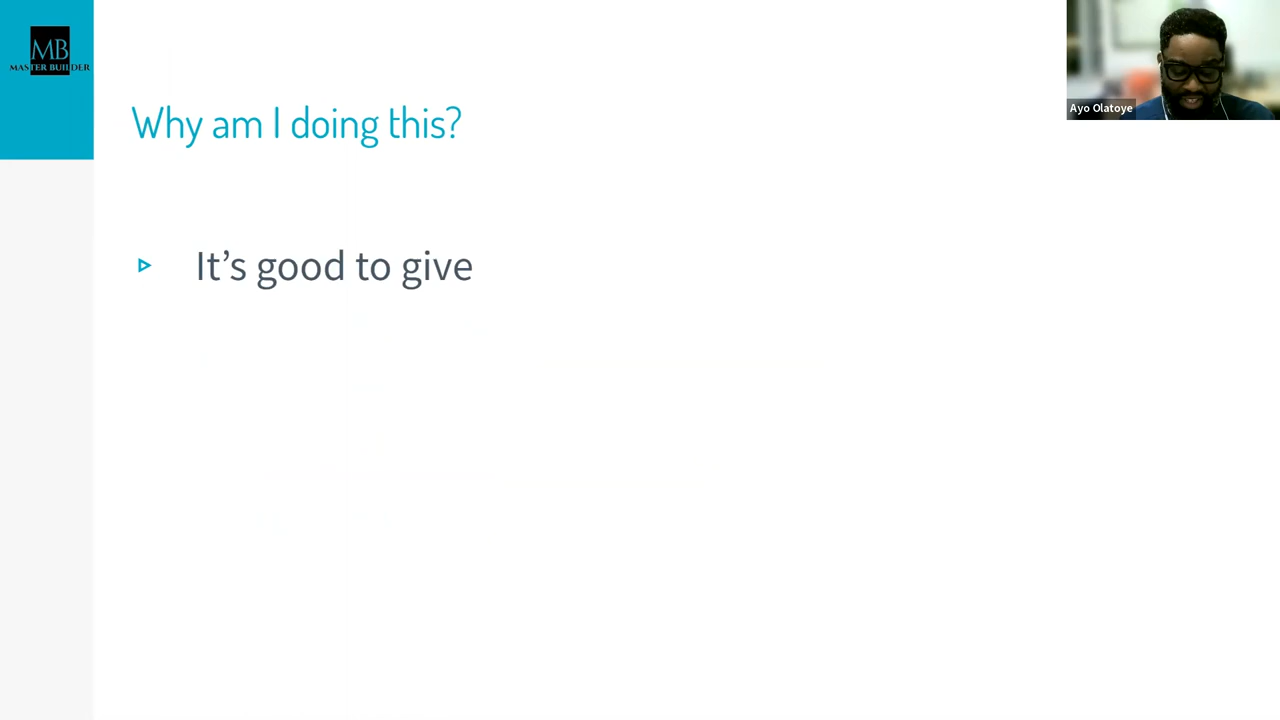 MB
MASTER BUILDER
Ayo Olatoye
Why am I doing this?
It’s good to give